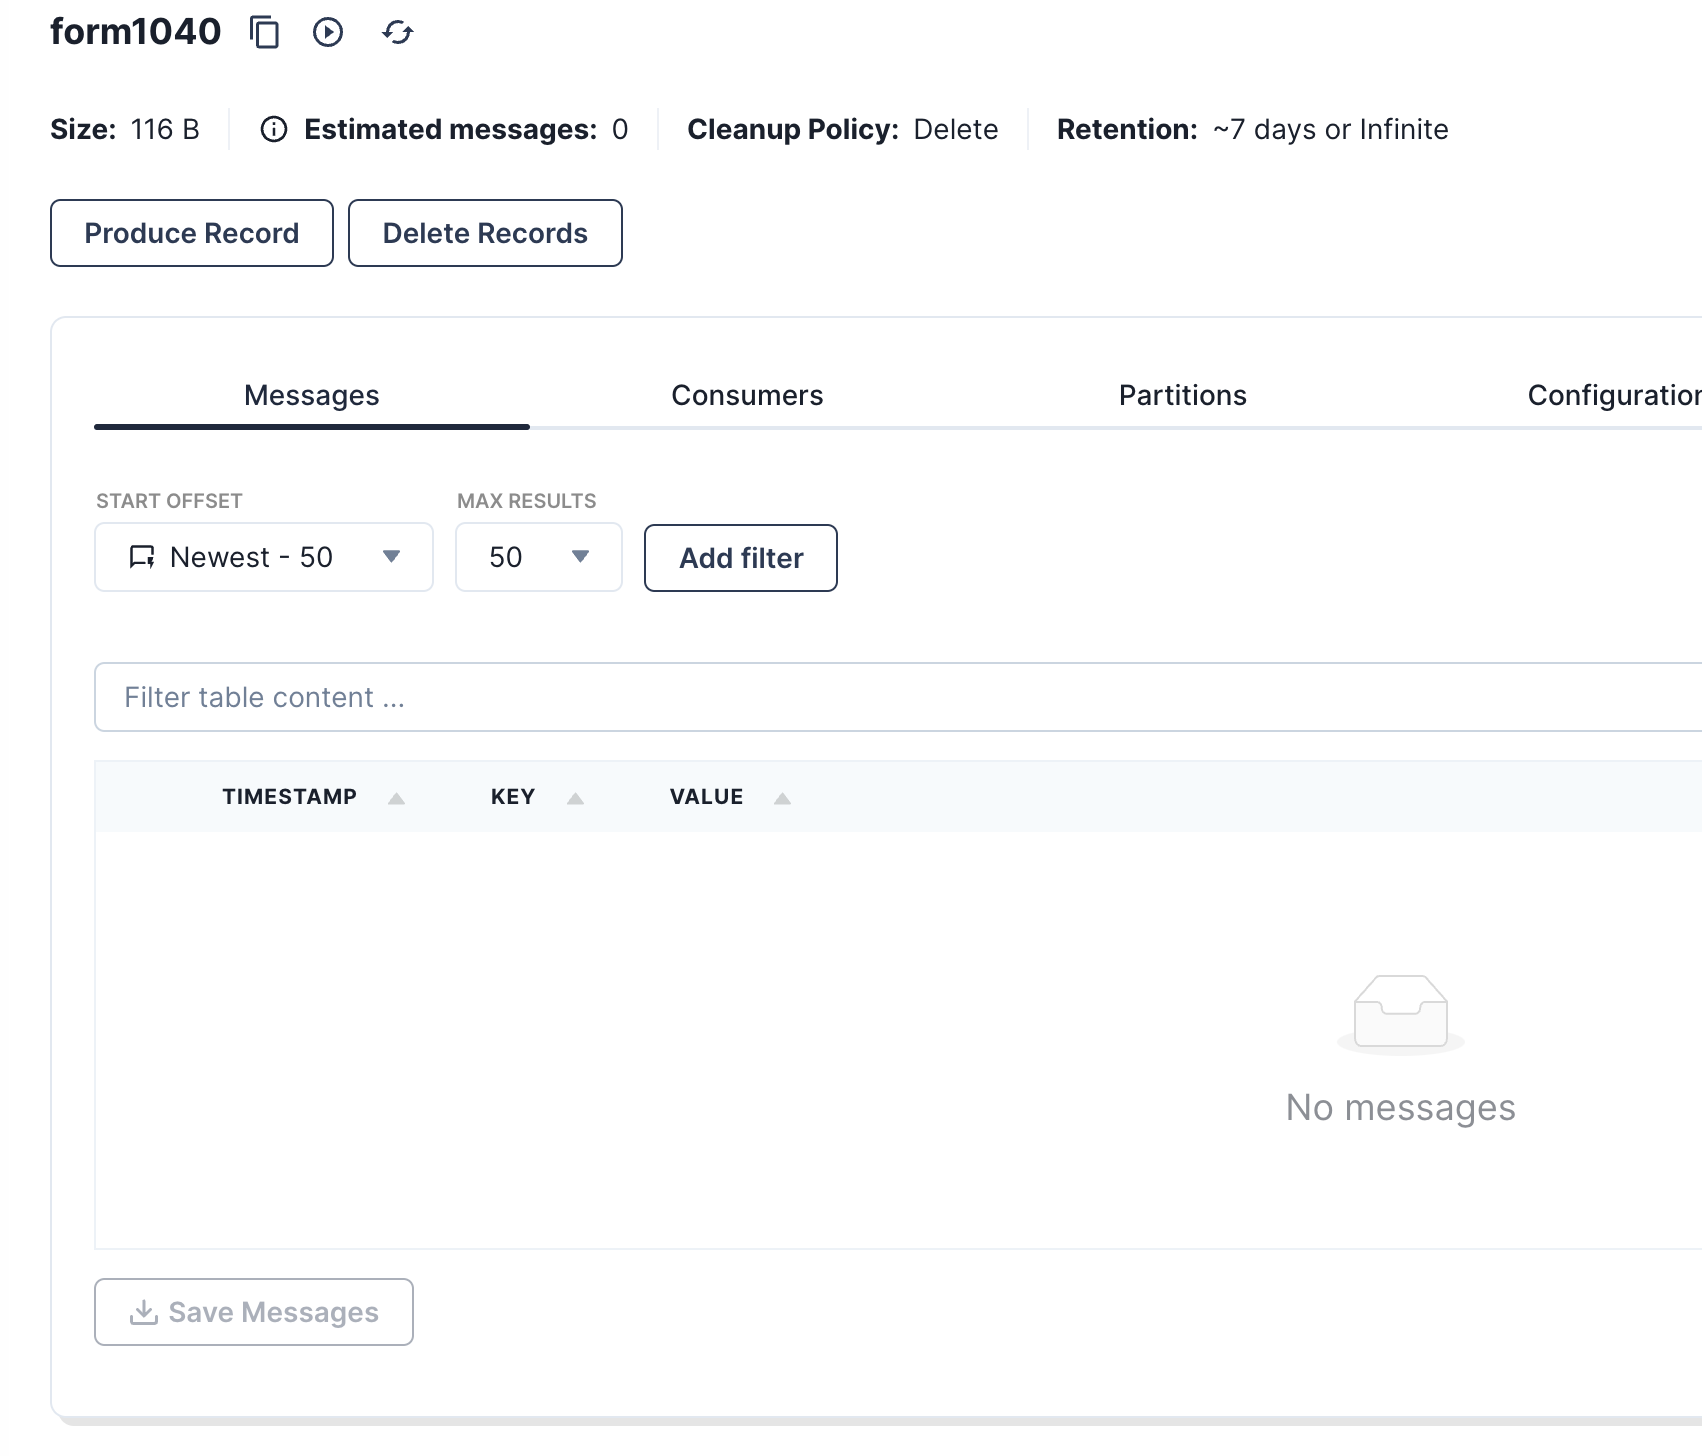 form1040
Size: 116 B Estimated messages: 0 Cleanup Policy: Delete Retention: ~7 days or Infinite
Produce Record Delete Records
Messages Consumers Partitions Configuration
START OFFSET MAX RESULTS
Newest - 50 50 Add filter
Filter table content ...
TIMESTAMP KEY VALUE
No messages
Save Messages